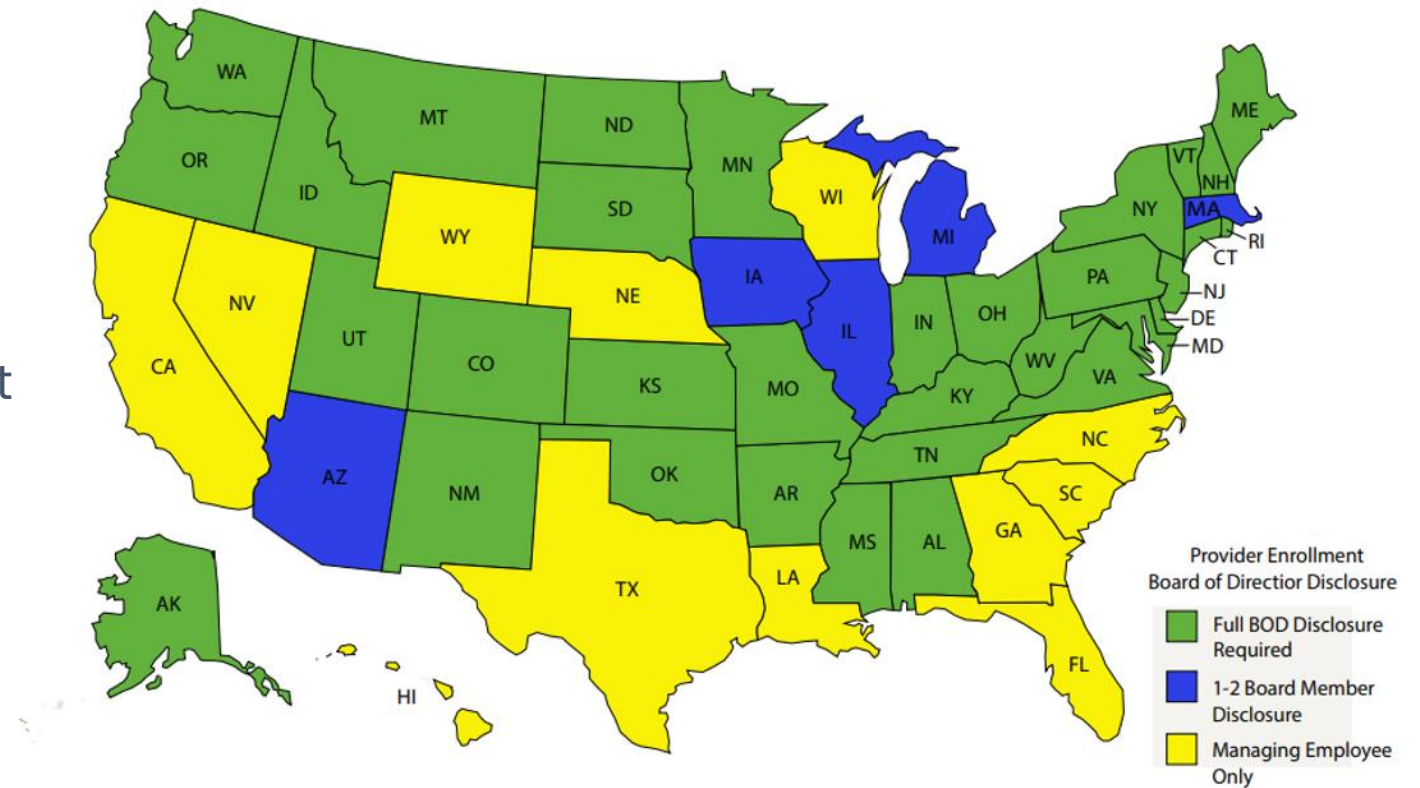 WA
MT
ND
MN
ME
VT
NH
OR
ID
SD
WI
NY
MA
MI
RI
CT
WY
IA
PA
NJ
NV
NE
IL
IN
OH
DE
MD
UT
CO
WV
VA
CA
KS
MO
KY
t
AZ
NM
OK
TN
NC
AR
SC
MS
AL
GA
TX
LA
AK
FL
HI
Provider Enrollment
Board of Directior Disclosure
Full BOD Disclosure
Required
1-2 Board Member
Disclosure
Managing Employee
Only